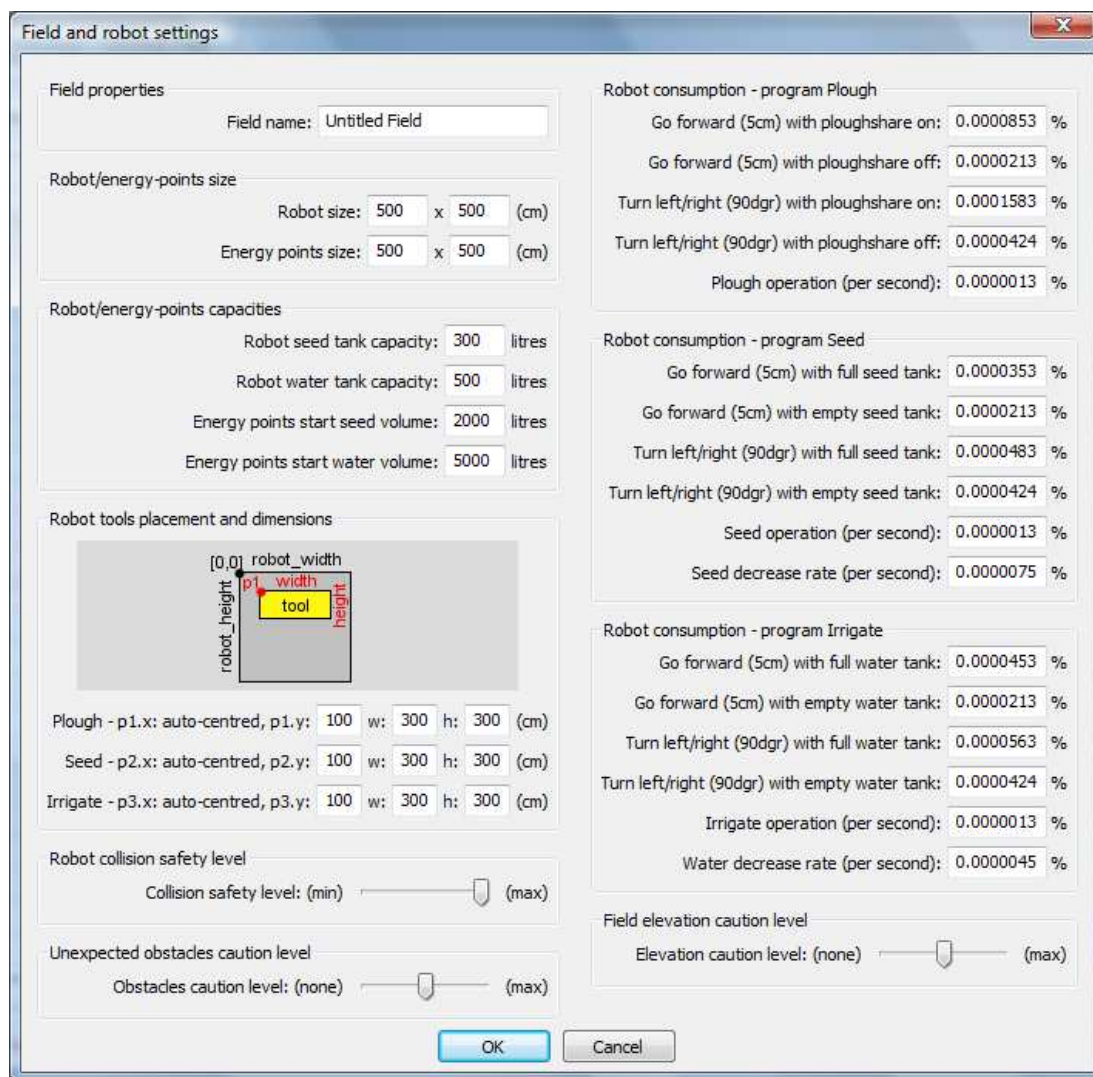 Field and robot settings
Field properties
Field name: Untitled Field
Robot/energy-points size
Robot size: 500 x 500 (cm)
Energy points size: 500 x 500 (cm)
Robot/energy-points capacities
Robot seed tank capacity: 300 litres
Robot water tank capacity: 500 litres
Energy points start seed volume: 2000 litres
Energy points start water volume: 5000 litres
Robot tools placement and dimensions
[0,0] robot_width
p1 width
tool
height
robot_height
Plough - p1.x: auto-centred, p1.y: 100 w: 300 h: 300 (cm)
Seed - p2.x: auto-centred, p2.y: 100 w: 300 h: 300 (cm)
Irrigate - p3.x: auto-centred, p3.y: 100 w: 300 h: 300 (cm)
Robot collision safety level
Collision safety level: (min) (max)
Unexpected obstacles caution level
Obstacles caution level: (none) (max)
Robot consumption - program Plough
Go forward (5cm) with ploughshare on: 0.0000853 %
Go forward (5cm) with ploughshare off: 0.0000213 %
Turn left/right (90dgr) with ploughshare on: 0.0001583 %
Turn left/right (90dgr) with ploughshare off: 0.0000424 %
Plough operation (per second): 0.0000013 %
Robot consumption - program Seed
Go forward (5cm) with full seed tank: 0.0000353 %
Go forward (5cm) with empty seed tank: 0.0000213 %
Turn left/right (90dgr) with full seed tank: 0.0000483 %
Turn left/right (90dgr) with empty seed tank: 0.0000424 %
Seed operation (per second): 0.0000013 %
Seed decrease rate (per second): 0.0000075 %
Robot consumption - program Irrigate
Go forward (5cm) with full water tank: 0.0000453 %
Go forward (5cm) with empty water tank: 0.0000213 %
Turn left/right (90dgr) with full water tank: 0.0000563 %
Turn left/right (90dgr) with empty water tank: 0.0000424 %
Irrigate operation (per second): 0.0000013 %
Water decrease rate (per second): 0.0000045 %
Field elevation caution level
Elevation caution level: (none) (max)
OK Cancel